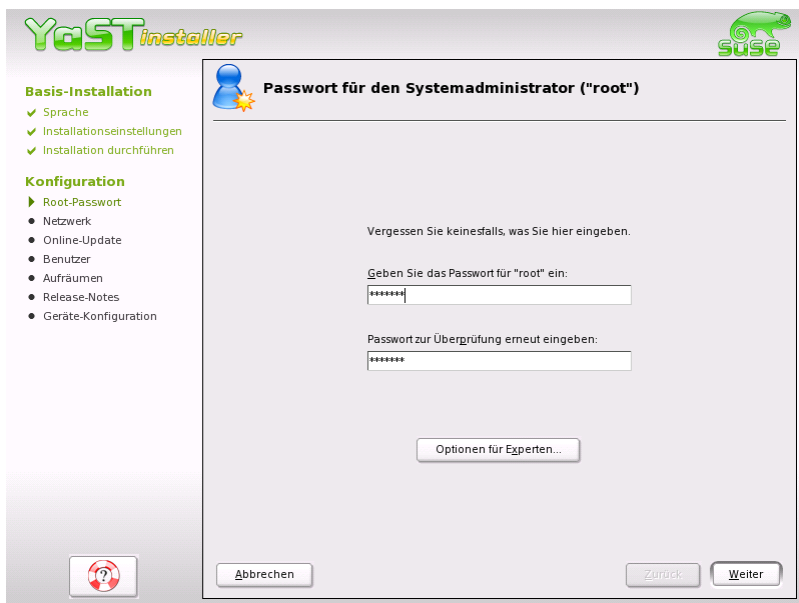 YaST installer
SuSE
Basis-Installation
Sprache
Installationseinstellungen
Installation durchführen
Konfiguration
Root-Passwort
Netzwerk
Online-Update
Benutzer
Aufräumen
Release-Notes
Geräte-Konfiguration
Passwort für den Systemadministrator ("root")
Vergessen Sie keinesfalls, was Sie hier eingeben.
Geben Sie das Passwort für "root" ein:
*******
Passwort zur Überprüfung erneut eingeben:
*******
Optionen für Experten...
?
Abbrechen
Zurück
Weiter